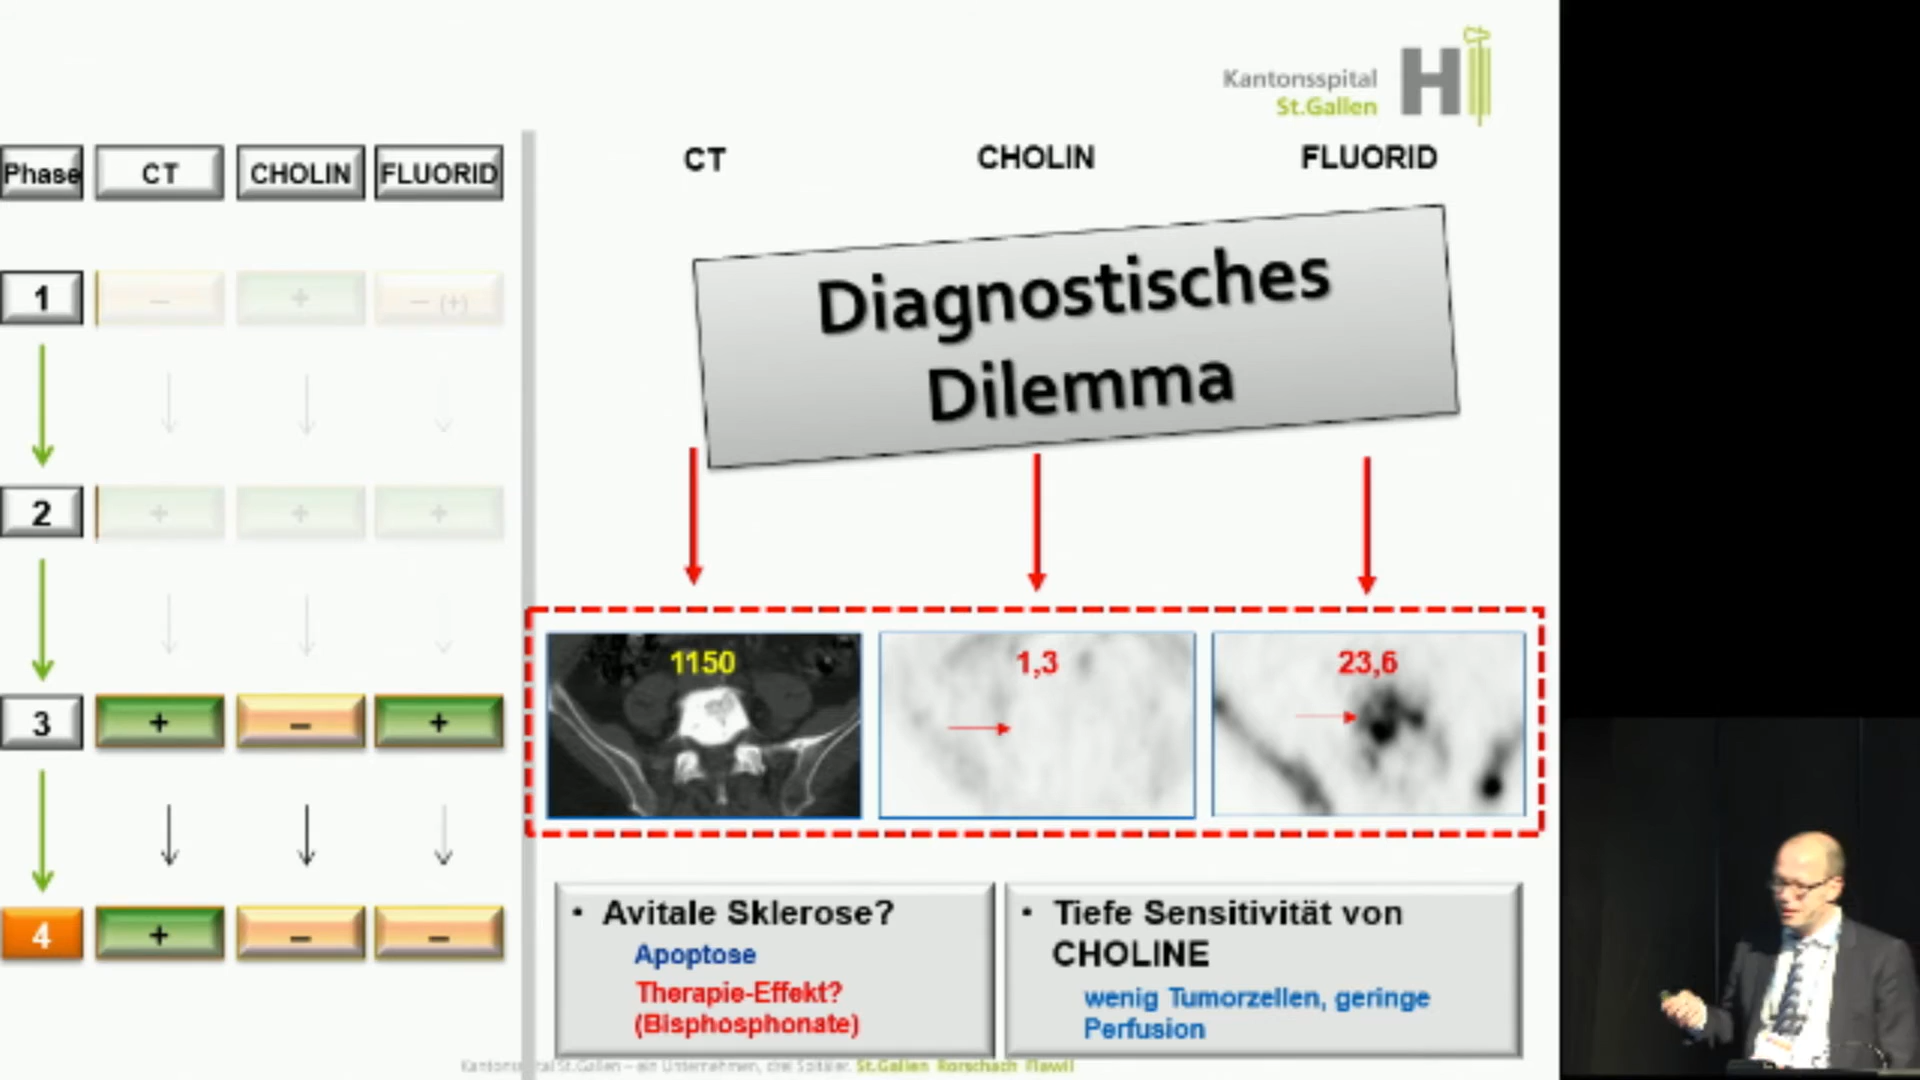 Kantonsspital
St.Gallen
Phase CT CHOLIN FLUORID
CT CHOLIN FLUORID
Diagnostisches
Dilemma
1 – + – (+)
2 + + +
3 + – +
4 + – –
1150 1,3 23,6
• Avitale Sklerose?
Apoptose
Therapie-Effekt?
(Bisphosphonate)
• Tiefe Sensitivität von
CHOLINE
wenig Tumorzellen, geringe
Perfusion
St.Gallen – ein Unternehmen, drei Spitäler. St.Gallen Rorschach Flawil